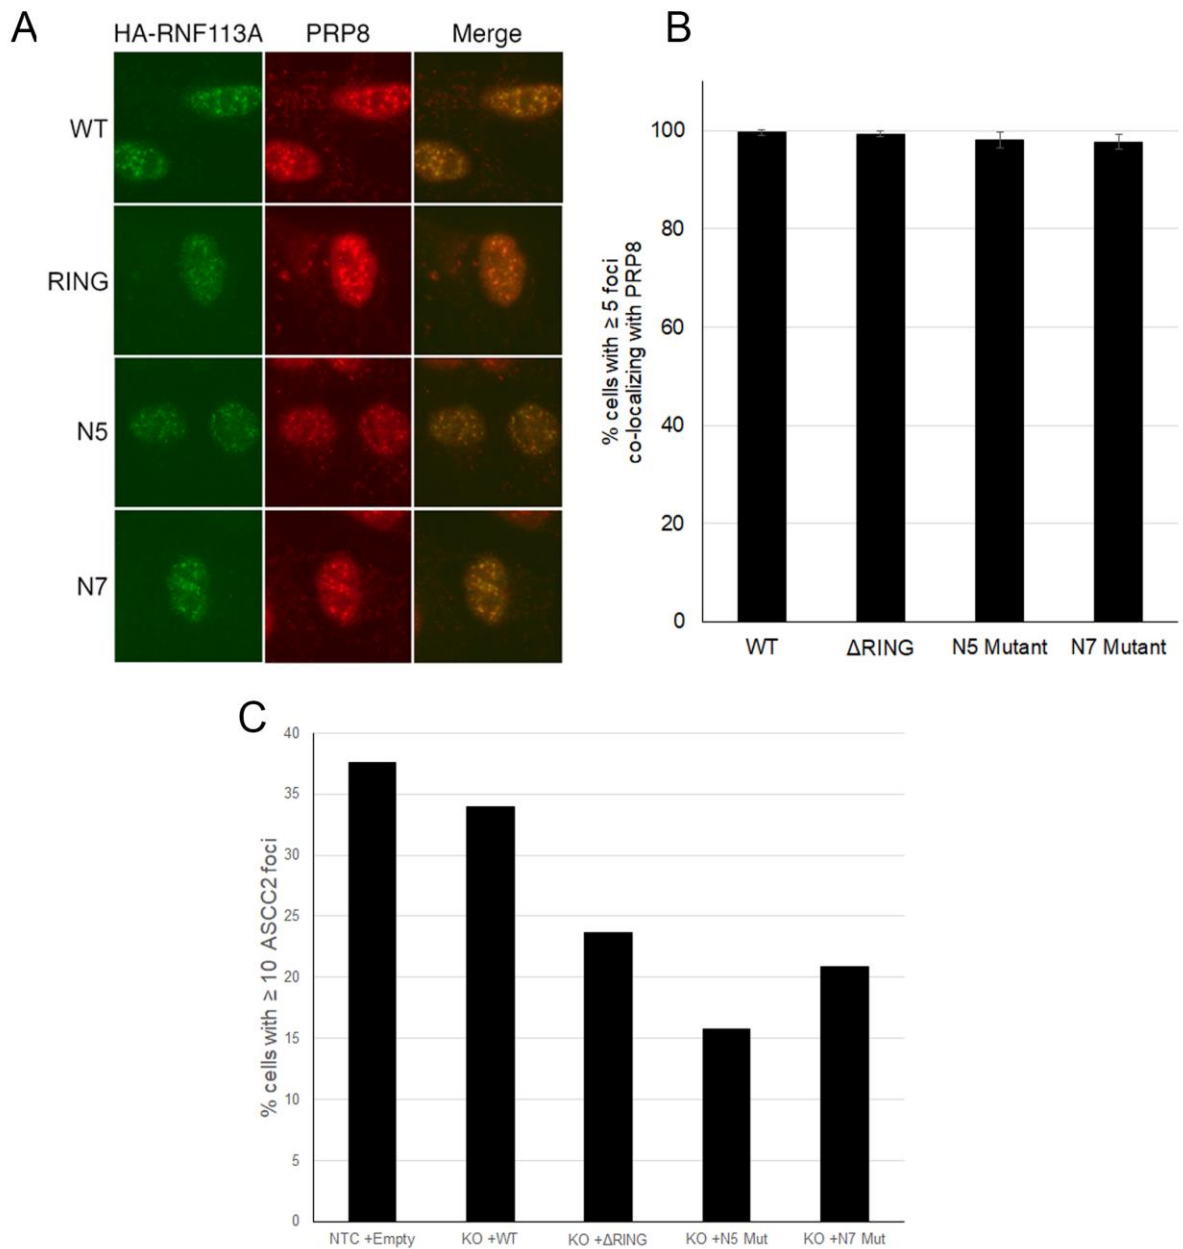 A
HA-RNF113A PRP8 Merge
WT
RING
N5
N7
B
% cells with ≥ 5 foci
co-localizing with PRP8
100
80
60
40
20
0
WT ΔRING N5 Mutant N7 Mutant
C
% cells with ≥ 10 ASCC2 foci
40
35
30
25
20
15
10
5
0
NTC +Empty KO +WT KO +ΔRING KO +N5 Mut KO +N7 Mut